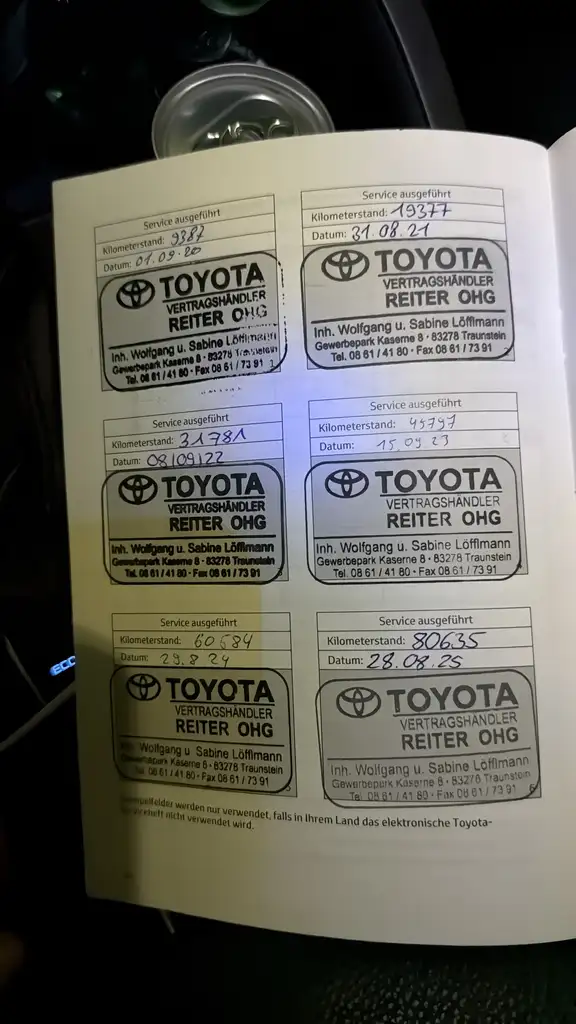 Service ausgeführt
Kilometerstand: 9387
Datum: 01.09.20
TOYOTA
VERTRAGSHÄNDLER
REITER OHG
Inh. Wolfgang u. Sabine Löfflmann
Gewerbepark Kaserne 8 · 83278 Traunstein
Tel. 08 61 / 41 80 · Fax 08 61 / 73 91
Service ausgeführt
Kilometerstand: 19377
Datum: 31.08.21
TOYOTA
VERTRAGSHÄNDLER
REITER OHG
Inh. Wolfgang u. Sabine Löfflmann
Gewerbepark Kaserne 8 · 83278 Traunstein
Tel. 08 61 / 41 80 · Fax 08 61 / 73 91
Service ausgeführt
Kilometerstand: 31781
Datum: 08/09/22
TOYOTA
VERTRAGSHÄNDLER
REITER OHG
Inh. Wolfgang u. Sabine Löfflmann
Gewerbepark Kaserne 8 · 83278 Traunstein
Tel. 08 61 / 41 80 · Fax 08 61 / 73 91
Service ausgeführt
Kilometerstand: 45797
Datum: 15.09.23
TOYOTA
VERTRAGSHÄNDLER
REITER OHG
Inh. Wolfgang u. Sabine Löfflmann
Gewerbepark Kaserne 8 · 83278 Traunstein
Tel. 08 61 / 41 80 · Fax 08 61 / 73 91
Service ausgeführt
Kilometerstand: 60684
Datum: 29.8.24
TOYOTA
VERTRAGSHÄNDLER
REITER OHG
Inh. Wolfgang u. Sabine Löfflmann
Gewerbepark Kaserne 8 · 83278 Traunstein
Tel. 08 61 / 41 80 · Fax 08 61 / 73 91
Service ausgeführt
Kilometerstand: 80635
Datum: 28.08.25
TOYOTA
VERTRAGSHÄNDLER
REITER OHG
Inh. Wolfgang u. Sabine Löfflmann
Gewerbepark Kaserne 8 · 83278 Traunstein
Tel. 08 61 / 41 80 · Fax 08 61 / 73 91
werden nur verwendet, falls in Ihrem Land das elektronische Toyota-
nicht verwendet wird.